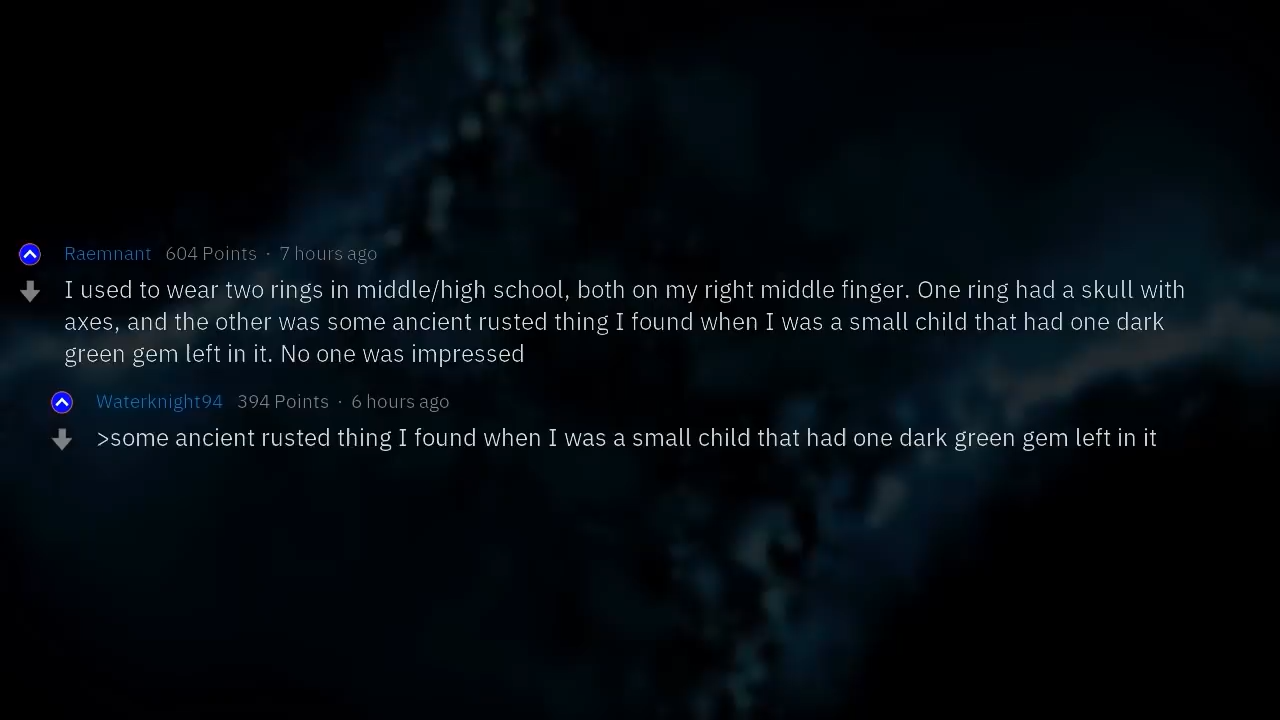 Raemnant 604 Points · 7 hours ago
I used to wear two rings in middle/high school, both on my right middle finger. One ring had a skull with
axes, and the other was some ancient rusted thing I found when I was a small child that had one dark
green gem left in it. No one was impressed
Waterknight94 394 Points · 6 hours ago
>some ancient rusted thing I found when I was a small child that had one dark green gem left in it